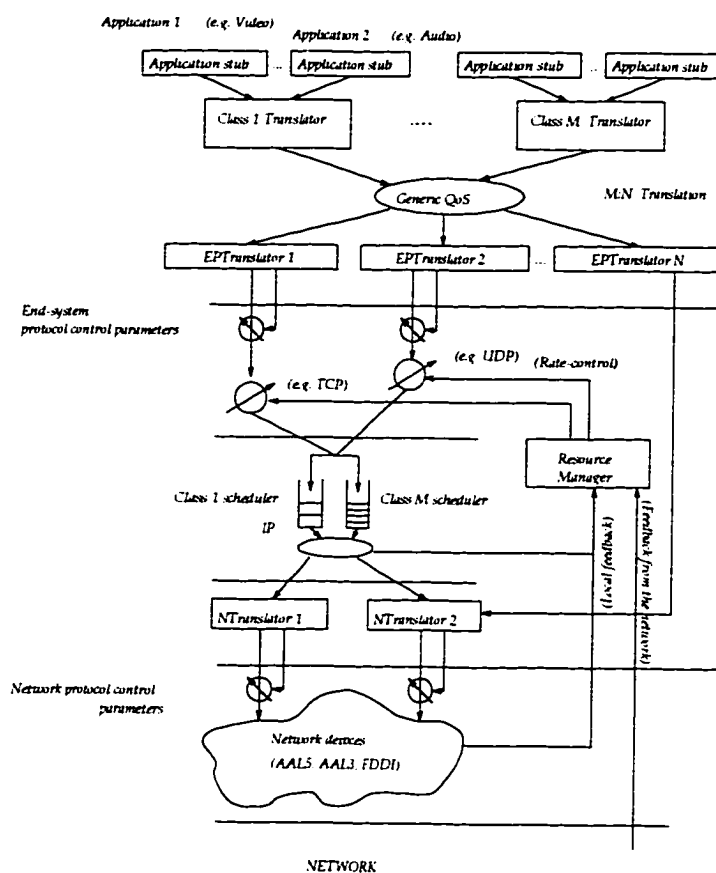 Application 1 (e.g. Video)
Application 2 (e.g. Audio)
Application stub ... Application stub
Application stub ... Application stub
Class 1 Translator
....
Class M Translator
Generic QoS
M:N Translation
EPTranslator 1
EPTranslator 2
...
EPTranslator N
End-system
protocol control parameters
(e.g. UDP)
(Rate-control)
(e.g. TCP)
Resource
Manager
Class 1 scheduler
Class M scheduler
IP
(Local feedback)
(Feedback from the network)
NTranslator 1
NTranslator 2
Network protocol control
parameters
Network devices
(AAL5, AAL3, FDDI)
NETWORK